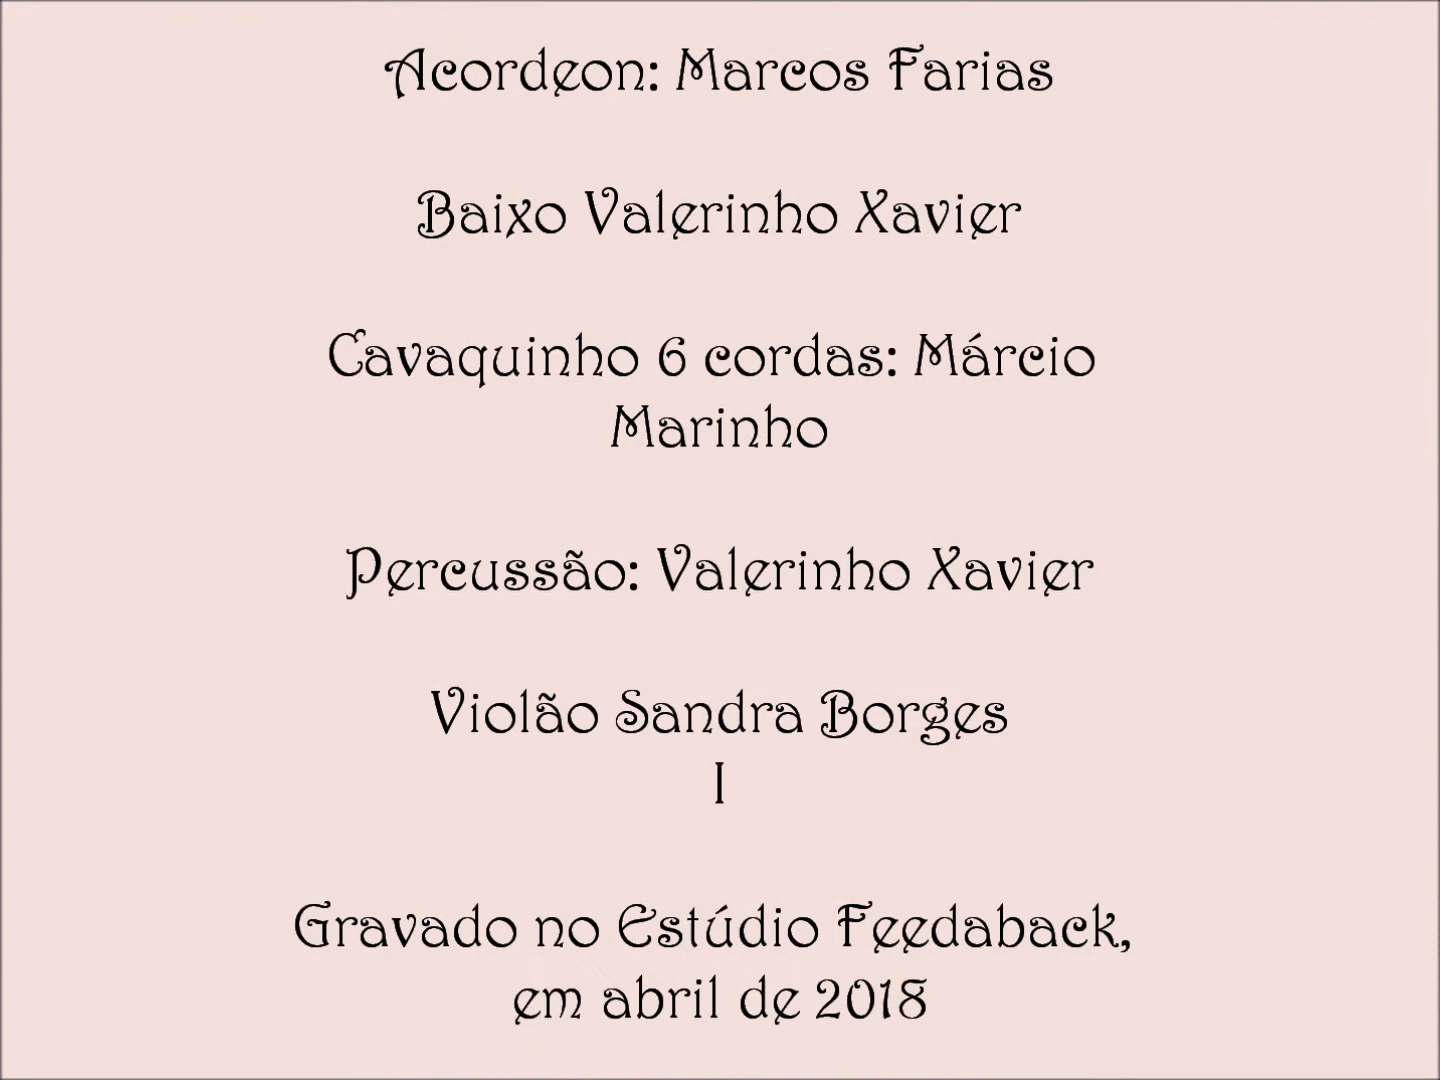 Acordeon: Marcos Farias
Baixo Valerinho Xavier
Cavaquinho 6 cordas: Márcio
Marinho
Percussão: Valerinho Xavier
Violão Sandra Borges
I
Gravado no Estúdio Feedaback,
em abril de 2018